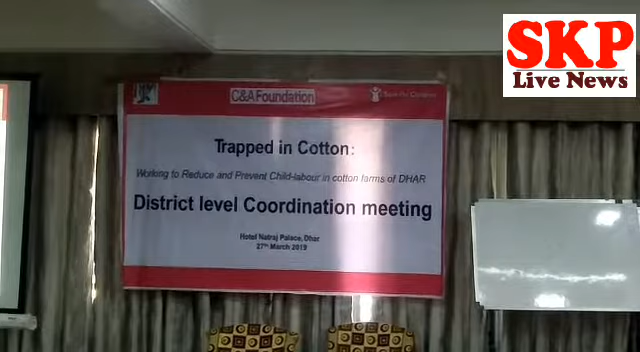 SKP
Live News
C&A Foundation
Save the Children
Trapped in Cotton:
Working to Reduce and Prevent Child-labour in cotton farms of DHAR
District level Coordination meeting
Hotel Natraj Palace, Dhar
27th March 2019